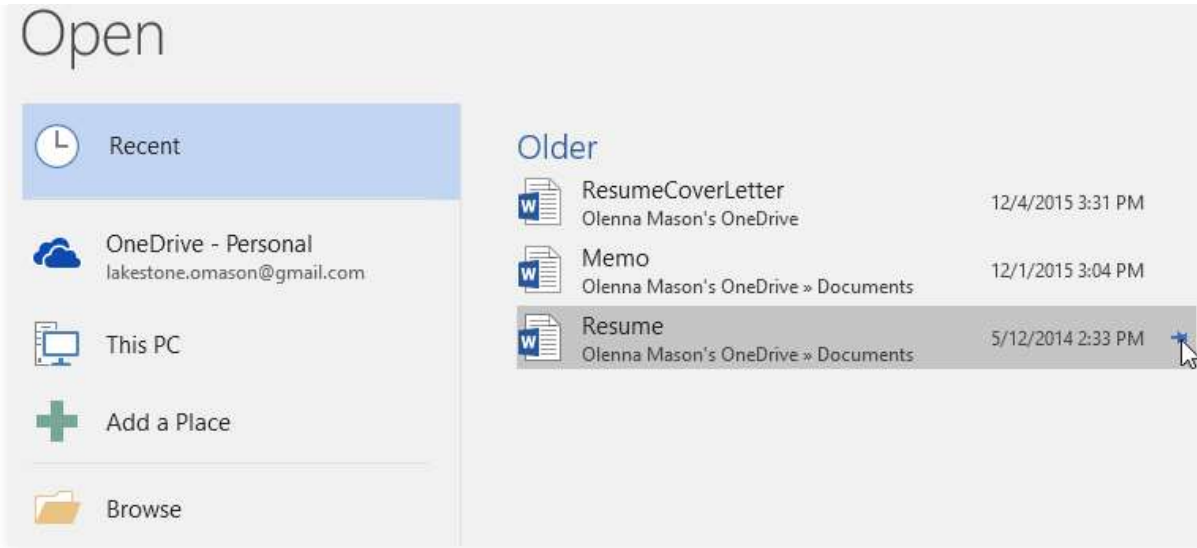 Open
Recent
OneDrive - Personal
lakestone.omason@gmail.com
This PC
Add a Place
Browse
Older
ResumeCoverLetter
Olenna Mason's OneDrive
12/4/2015 3:31 PM
Memo
Olenna Mason's OneDrive » Documents
12/1/2015 3:04 PM
Resume
Olenna Mason's OneDrive » Documents
5/12/2014 2:33 PM